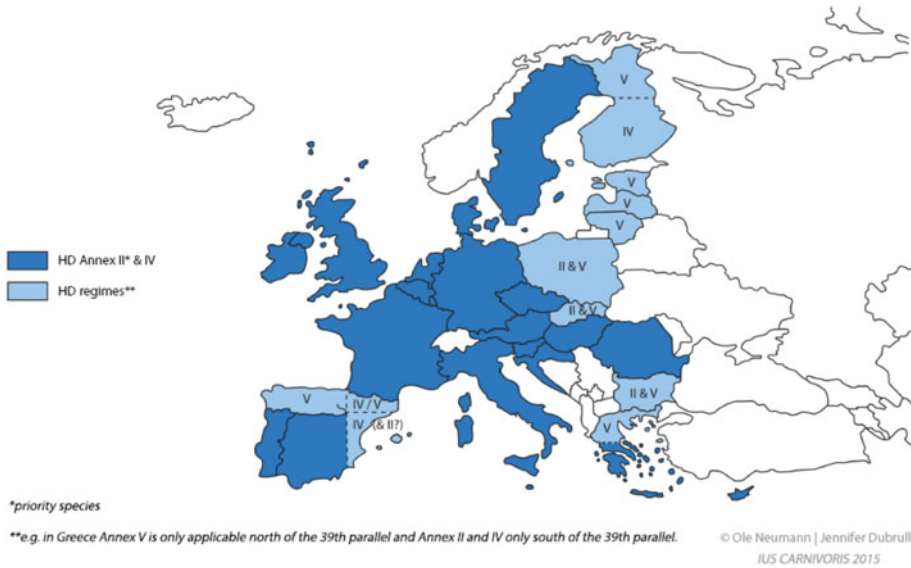 V
IV
V
V
V
HD Annex II* & IV
HD regimes**
II & V
II & V
V
IV / V
IV (& II?)
II & V
V
*priority species
**e.g. in Greece Annex V is only applicable north of the 39th parallel and Annex II and IV only south of the 39th parallel.
© Ole Neumann | Jennifer Dubrull
IUS CARNIVORIS 2015